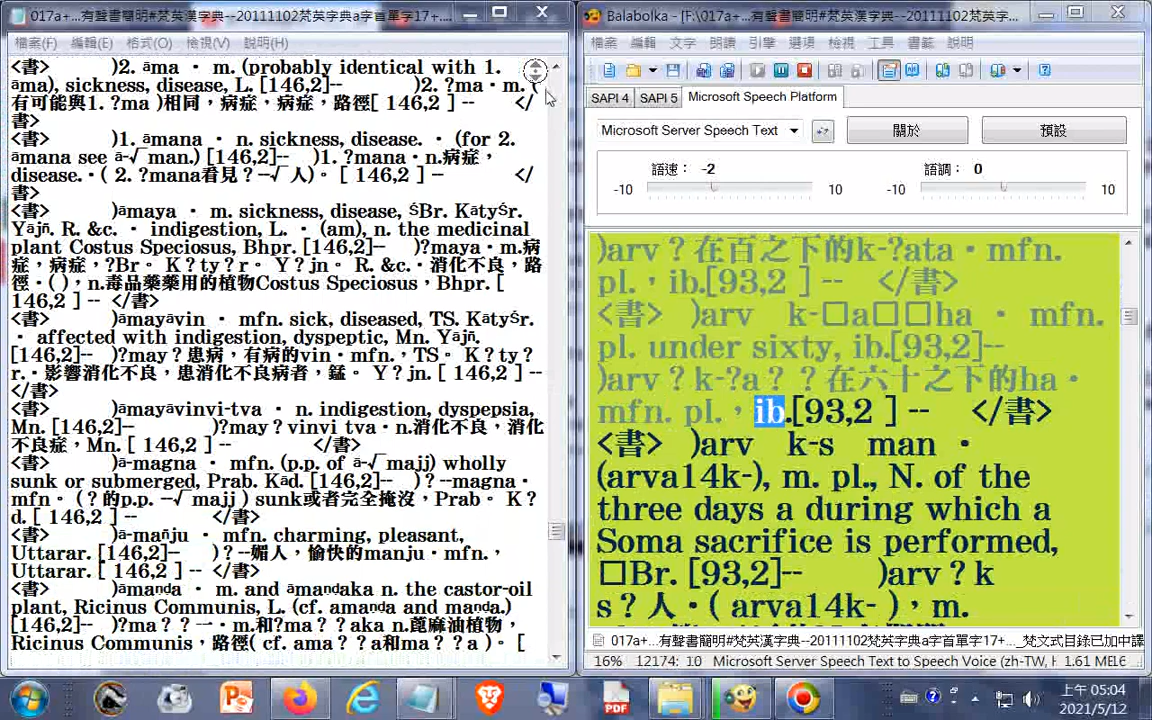 017a+...有聲書簡明#梵英漢字典--20111102梵英字典a字首單字17+...
檔案(F) 編輯(E) 格式(O) 檢視(V) 說明(H)
<書> )2. āma ‧ m. (probably identical with 1.
āma), sickness, disease, L. [146,2]-- )2. ?ma‧m. (
有可能與1. ?ma )相同，病症，病症，路徑[ 146,2 ] -- </
書>
<書> )1. āmana ‧ n. sickness, disease. ‧ (for 2.
āmana see ā-√man.) [146,2]-- )1. ?mana‧n.病症，
disease.‧( 2. ?mana看見？--√人)。 [ 146,2 ] -- </
書>
<書> )āmaya ‧ m. sickness, disease, ŚBr. KātyŚr.
Yājñ. R. &c. ‧ indigestion, L. ‧ (am), n. the medicinal
plant Costus Speciosus, Bhpr. [146,2]-- )?maya‧m.病
症，病症，?Br。 K？ty？r。 Y？jn。 R. &c.‧消化不良，路
徑‧( )，n.毒品藥藥用的植物Costus Speciosus，Bhpr. [
146,2 ] -- </書>
<書> )āmayāvin ‧ mfn. sick, diseased, TS. KātyŚr.
‧ affected with indigestion, dyspeptic, Mn. Yājñ.
[146,2]-- )?may？患病，有病的vin‧mfn.，TS。 K？ty？
r.‧影響消化不良，患消化不良病者，錳。 Y？jn. [ 146,2 ] --
</書>
<書> )āmayāvinvi-tva ‧ n. indigestion, dyspepsia,
Mn. [146,2]-- )?may？vinvi tva‧n.消化不良，消化
不良症，Mn. [ 146,2 ] -- </書>
<書> )ā-magna ‧ mfn. (p.p. of ā-√majj) wholly
sunk or submerged, Prab. Kād. [146,2]-- )？--magna‧
mfn.（？的p.p. --√majj ) sunk或者完全掩沒，Prab。 K？
d. [ 146,2 ] -- </書>
<書> )ā-mañju ‧ mfn. charming, pleasant,
Uttarar. [146,2]-- )？--媚人，愉快的manju‧mfn.，
Uttarar. [ 146,2 ] -- </書>
<書> )āmaṇḍa ‧ m. and āmaṇḍaka n. the castor-oil
plant, Ricinus Communis, L. (cf. amaṇḍa and maṇḍa.)
[146,2]-- )?ma？？一‧m.和?ma？？aka n.蓖麻油植物，
Ricinus Communis，路徑( cf. ama？？a和ma？？a )。 [
Balabolka - [F:\017a+...有聲書簡明#梵英漢字典--20111102梵英字...
檔案 編輯 文字 朗讀 引擎 選項 檢視 工具 書籤 說明
SAPI 4 SAPI 5 Microsoft Speech Platform
Microsoft Server Speech Text 關於 預設
語速： -2 語調： 0
-10 10 -10 10
)arv？在百之下的k-?ata‧mfn.
pl.，ib.[93,2 ] -- </書>
<書> )arv k-□a□□ha ‧ mfn.
pl. under sixty, ib.[93,2]--
)arv？k-?a？？在六十之下的ha‧
mfn. pl.，ib.[93,2 ] -- </書>
<書> )arv k-s man ‧
(arva14k-), m. pl., N. of the
three days a during which a
Soma sacrifice is performed,
□Br. [93,2]-- )arv？k
s？人‧( arva14k- )，m.
017a+...有聲書簡明#梵英漢字典--20111102梵英字典a字首單字17+..._梵文式目錄已加中譯
16% 12174: 10 Microsoft Server Speech Text to Speech Voice (zh-TW, H 1.61 МЕ6
上午 05:04
2021/5/12